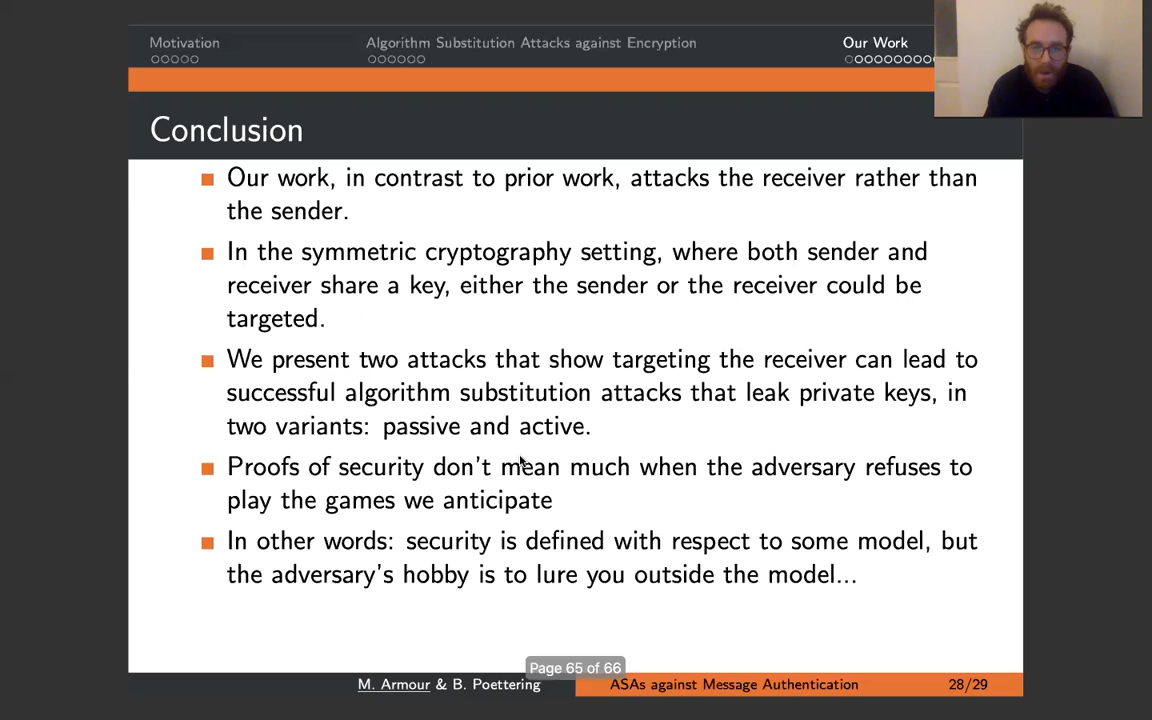 Motivation
Algorithm Substitution Attacks against Encryption
Our Work
Conclusion
Our work, in contrast to prior work, attacks the receiver rather than
the sender.
In the symmetric cryptography setting, where both sender and
receiver share a key, either the sender or the receiver could be
targeted.
We present two attacks that show targeting the receiver can lead to
successful algorithm substitution attacks that leak private keys, in
two variants: passive and active.
Proofs of security don't mean much when the adversary refuses to
play the games we anticipate
In other words: security is defined with respect to some model, but
the adversary's hobby is to lure you outside the model...
Page 65 of 66
M. Armour & B. Poettering
ASAs against Message Authentication
28/29